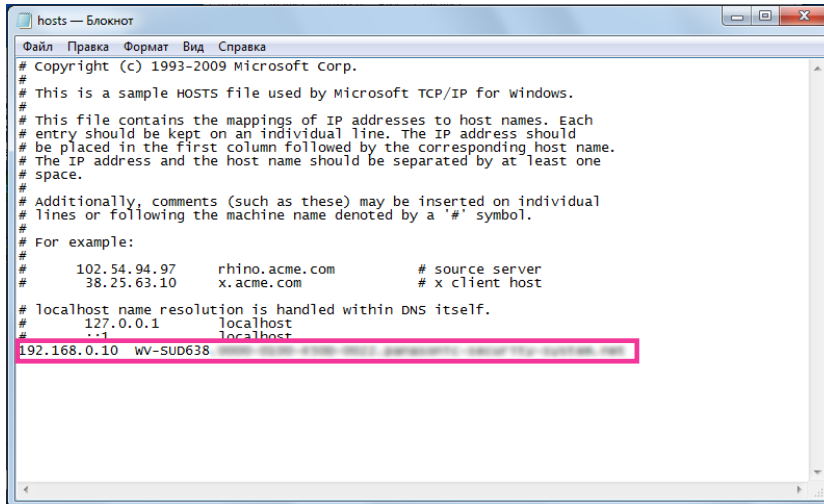 hosts — Блокнот
Файл Правка Формат Вид Справка
# Copyright (c) 1993-2009 Microsoft Corp.
#
# This is a sample HOSTS file used by Microsoft TCP/IP for Windows.
#
# This file contains the mappings of IP addresses to host names. Each
# entry should be kept on an individual line. The IP address should
# be placed in the first column followed by the corresponding host name.
# The IP address and the host name should be separated by at least one
# space.
#
# Additionally, comments (such as these) may be inserted on individual
# lines or following the machine name denoted by a '#' symbol.
#
# For example:
#
# 102.54.94.97 rhino.acme.com # source server
# 38.25.63.10 x.acme.com # x client host
# localhost name resolution is handled within DNS itself.
# 127.0.0.1 localhost
# ::1 localhost
192.168.0.10 WV-SUD638